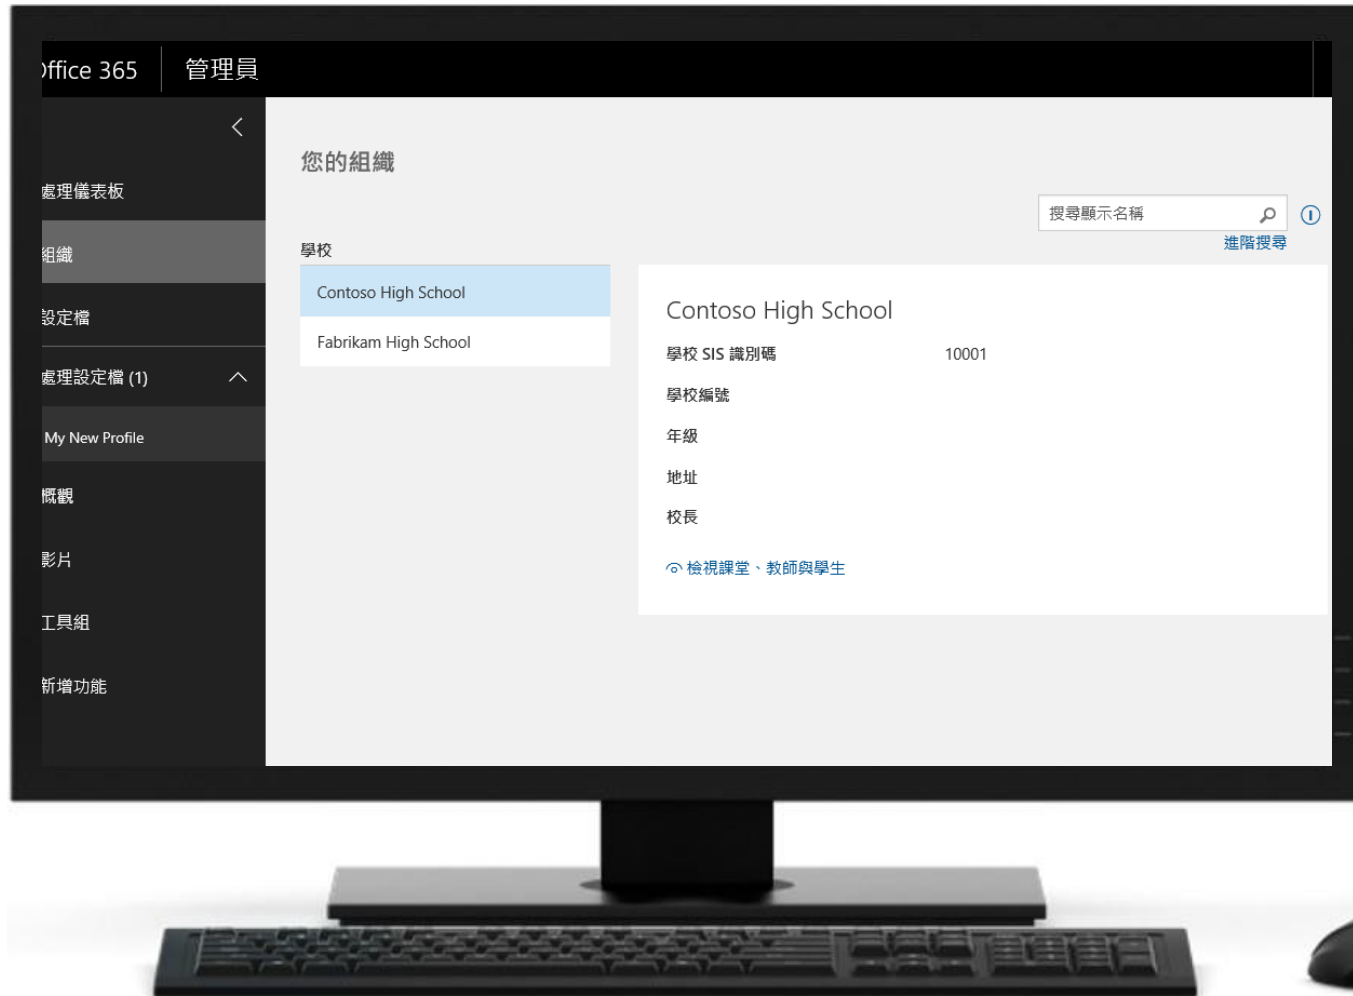 Office 365
管理員
處理儀表板
組織
設定檔
處理設定檔 (1)
My New Profile
概觀
影片
工具組
新增功能
您的組織
搜尋顯示名稱
進階搜尋
學校
Contoso High School
Fabrikam High School
Contoso High School
學校 SIS 識別碼 10001
學校編號
年級
地址
校長
檢視課堂、教師與學生